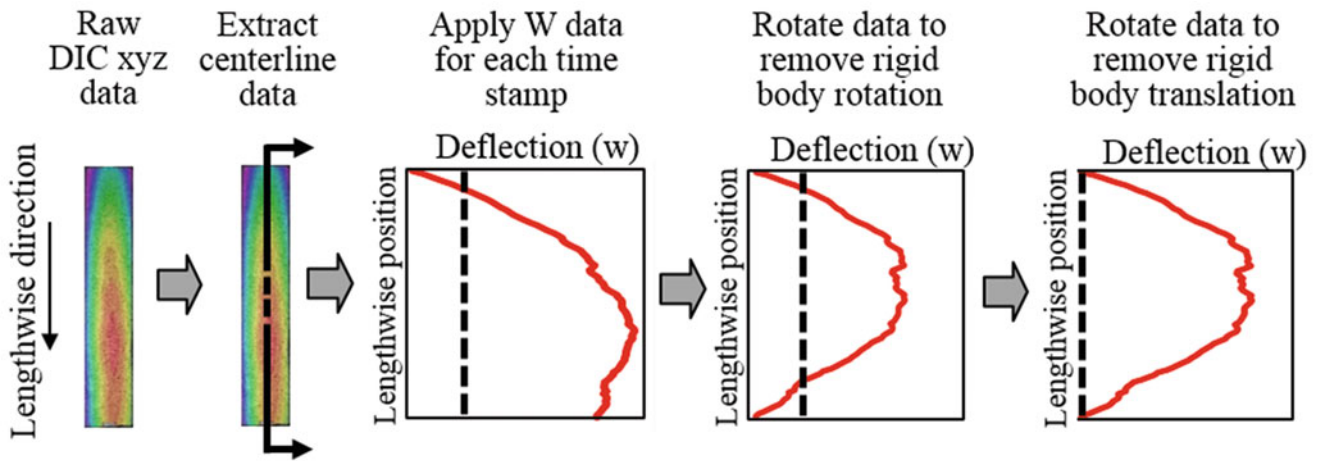 Raw
DIC xyz
data
Extract
centerline
data
Apply W data
for each time
stamp
Rotate data to
remove rigid
body rotation
Rotate data to
remove rigid
body translation
Lengthwise direction
Deflection (w)
Lengthwise position
Deflection (w)
Lengthwise position
Deflection (w)
Lengthwise position